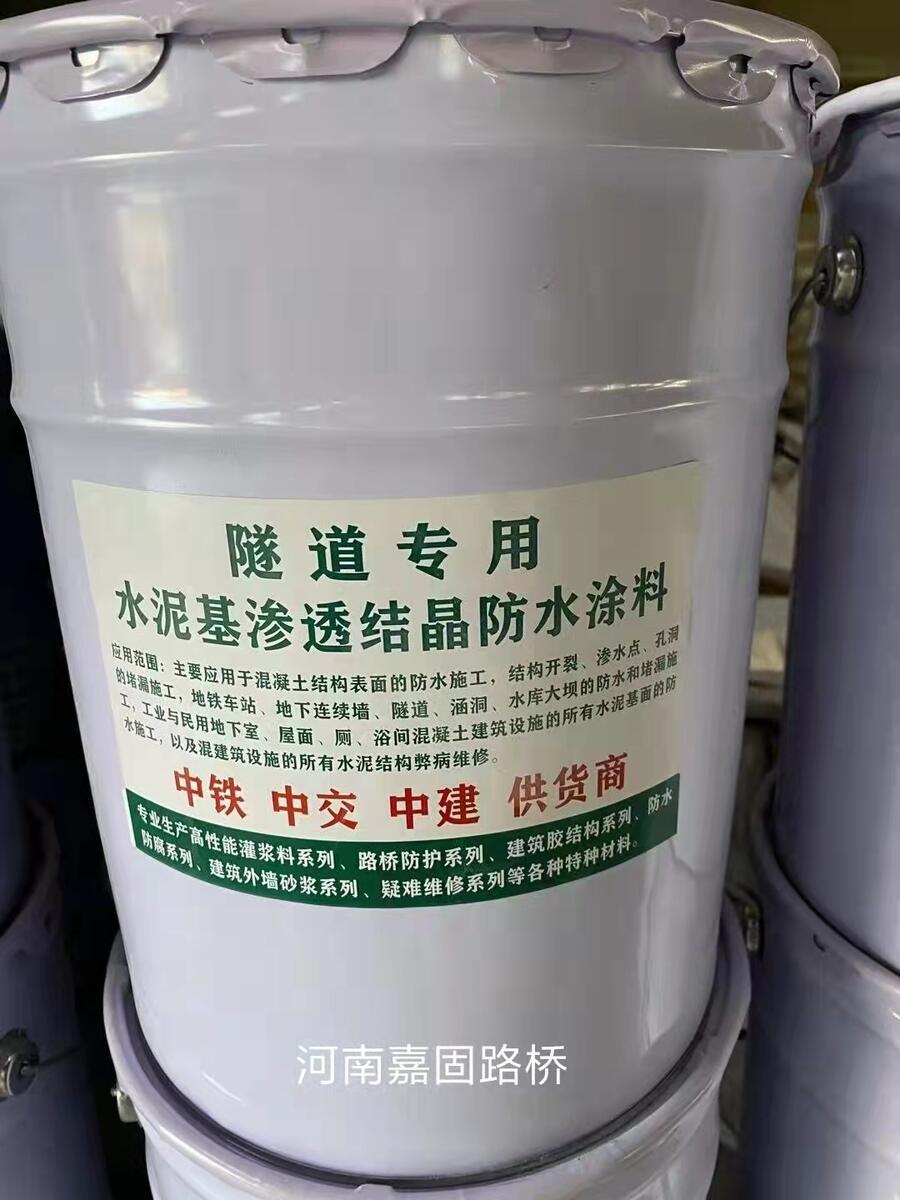 隧道专用
水泥基渗透结晶防水涂料
应用范围：主要应用于混凝土结构表面的防水施工，结构开裂、渗水点、孔洞
的堵漏施工，地铁车站、地下连续墙、隧道、涵洞、水库大坝的防水和堵漏施
工，工业与民用地下室、屋面、厕、浴间混凝土建筑设施的所有水泥基面的防
水施工，以及混建筑设施的所有水泥结构弊病维修。
中铁 中交 中建 供货商
专业生产高性能灌浆料系列、路桥防护系列、建筑胶结构系列、防水
防腐系列、建筑外墙砂浆系列、疑难维修系列等各种特种材料。
河南嘉固路桥